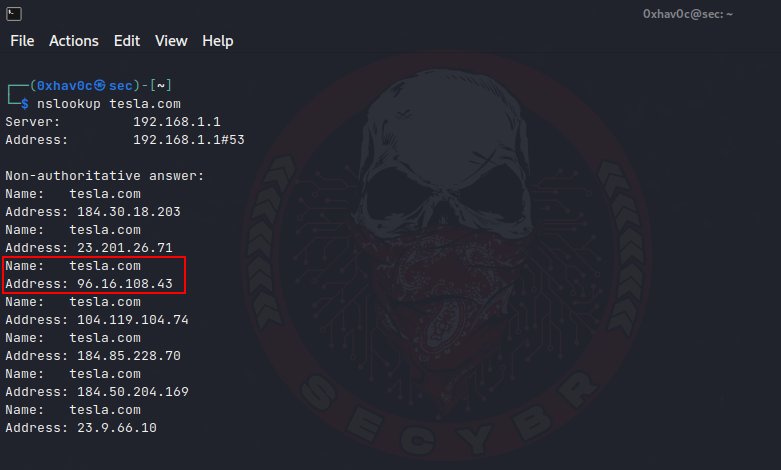 0xhav0c@sec: ~
File Actions Edit View Help
┌──(0xhav0c㉿sec)-[~]
└─$ nslookup tesla.com
Server:         192.168.1.1
Address:        192.168.1.1#53
Non-authoritative answer:
Name:   tesla.com
Address: 184.30.18.203
Name:   tesla.com
Address: 23.201.26.71
Name:   tesla.com
Address: 96.16.108.43
Name:   tesla.com
Address: 104.119.104.74
Name:   tesla.com
Address: 184.85.228.70
Name:   tesla.com
Address: 184.50.204.169
Name:   tesla.com
Address: 23.9.66.10
SECYBR